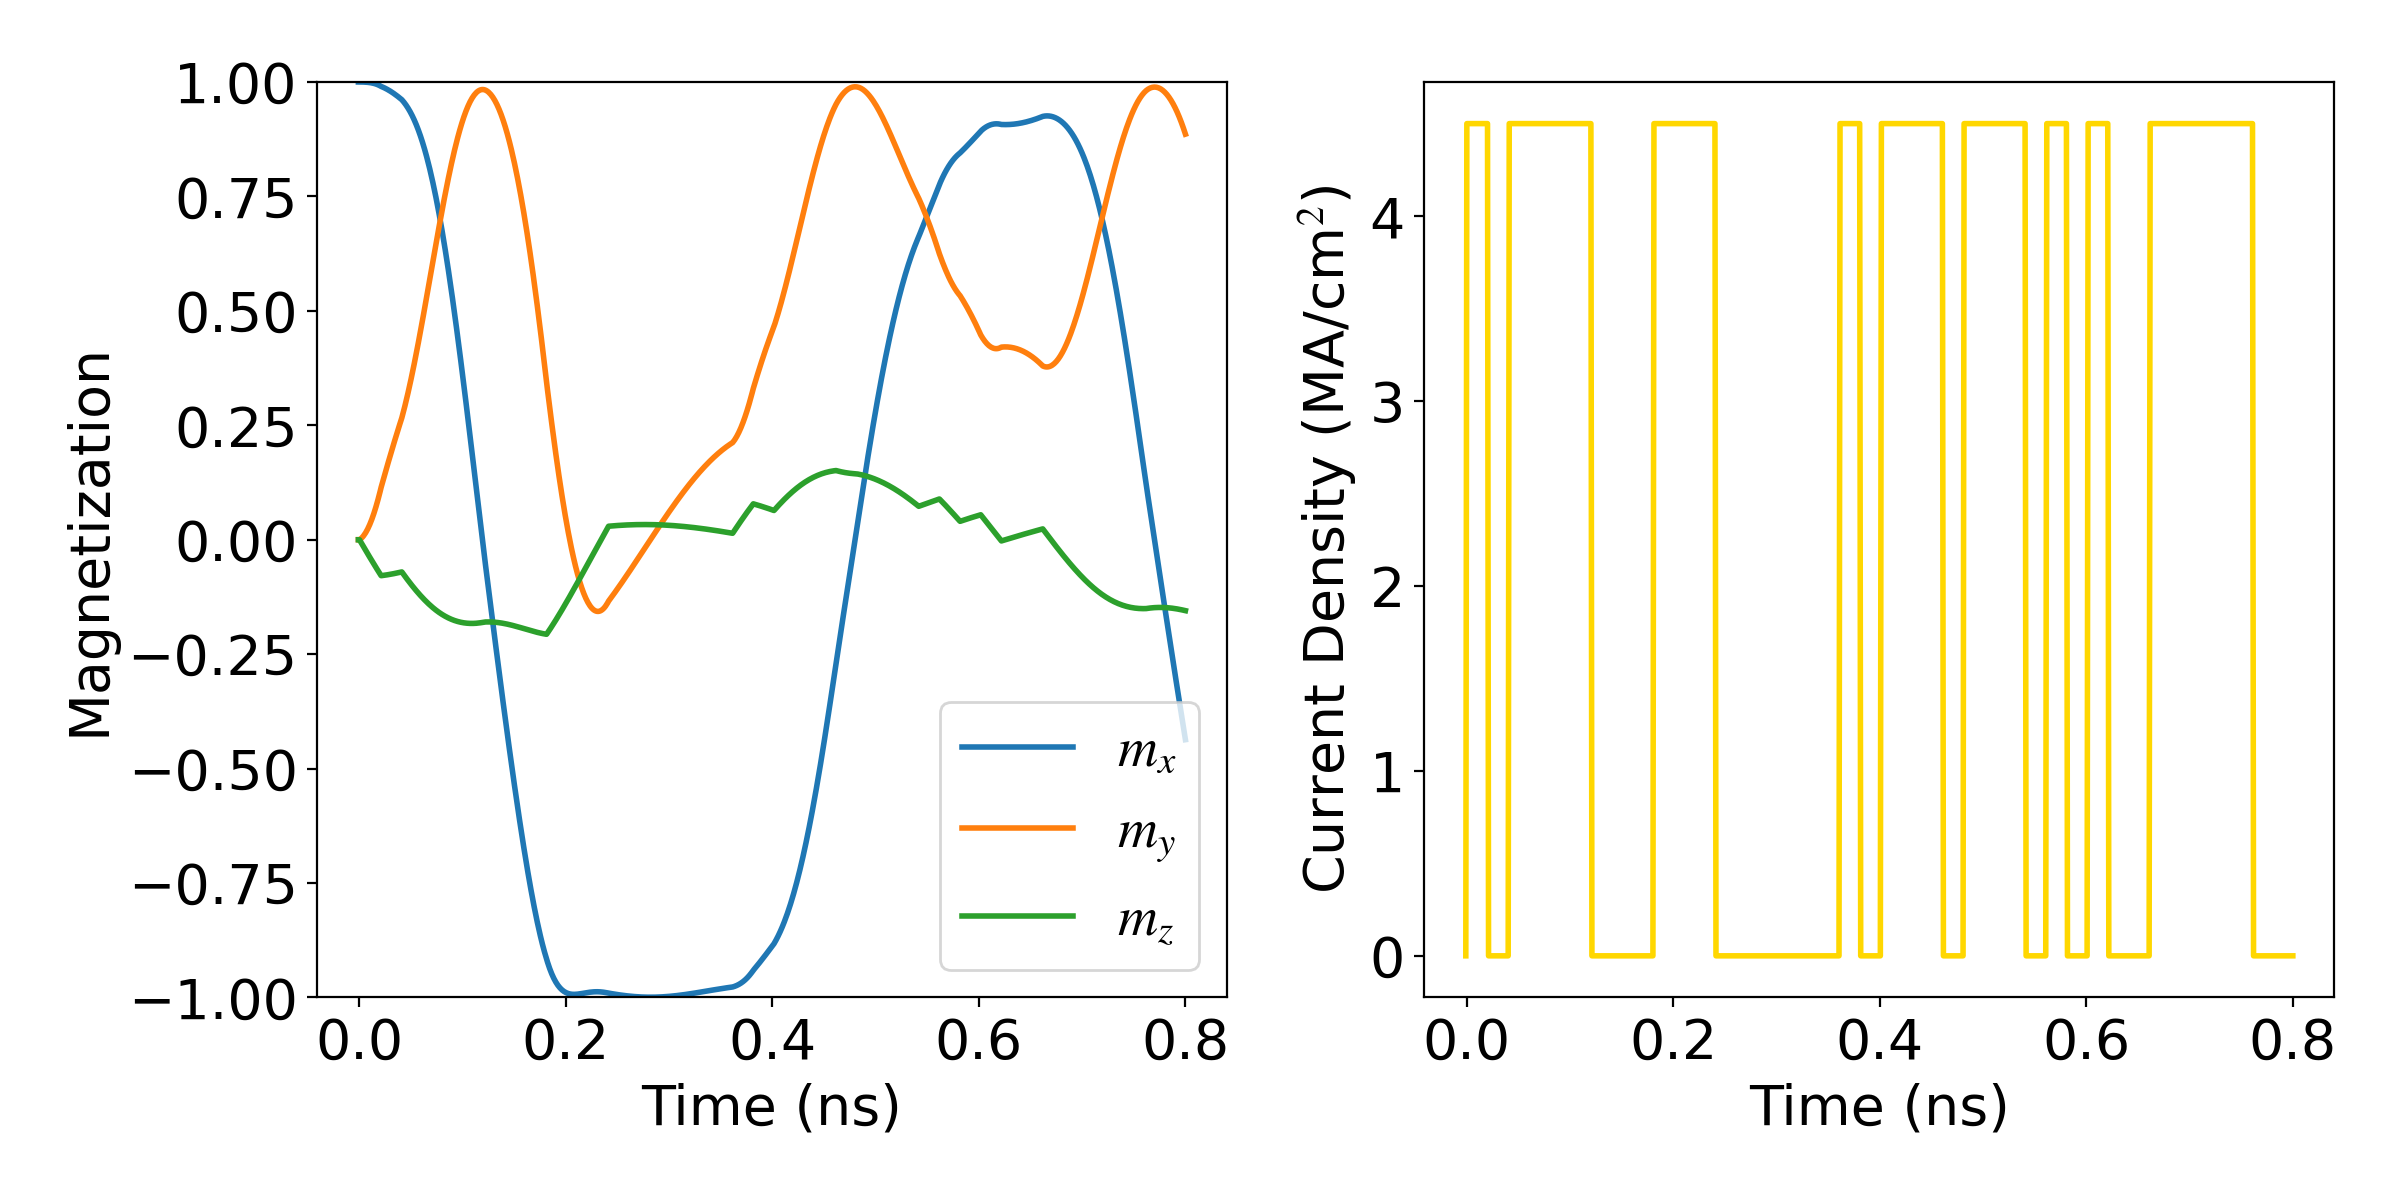 Magnetization
1.00
0.75
0.50
0.25
0.00
−0.25
−0.50
−0.75
−1.00
0.0 0.2 0.4 0.6 0.8
Time (ns)
m_x
m_y
m_z
Current Density (MA/cm²)
4
3
2
1
0
0.0 0.2 0.4 0.6 0.8
Time (ns)